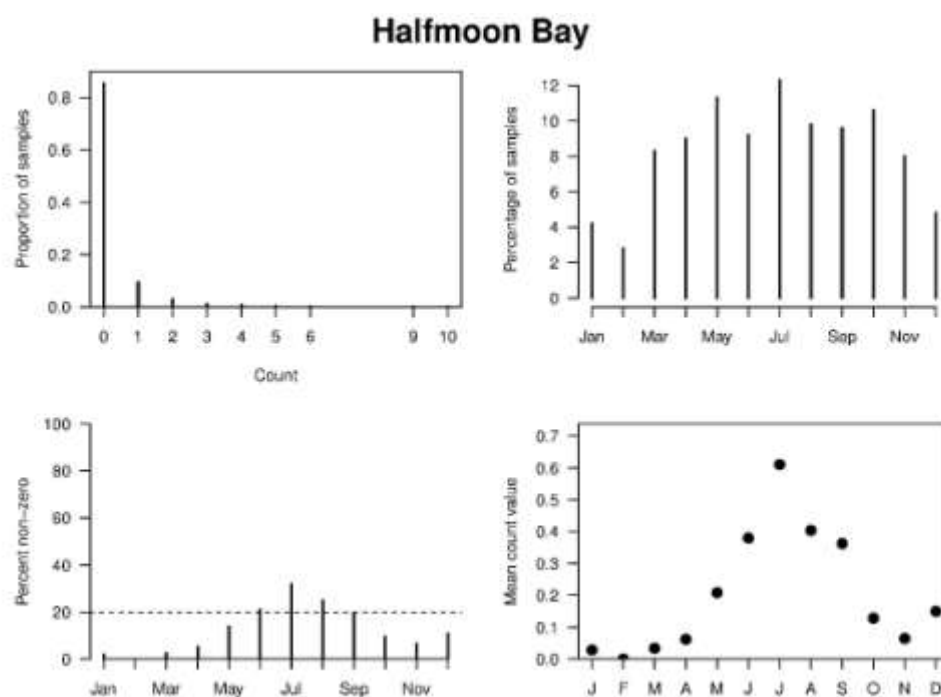 Halfmoon Bay
Proportion of samples
0.8
0.6
0.4
0.2
0.0
0 1 2 3 4 5 6 9 10
Count
Percentage of samples
12
10
8
6
4
2
0
Jan Mar May Jul Sep Nov
Percent non-zero
100
80
60
40
20
0
Jan Mar May Jul Sep Nov
Mean count value
0.7
0.6
0.5
0.4
0.3
0.2
0.1
0.0
J F M A M J J A S O N D